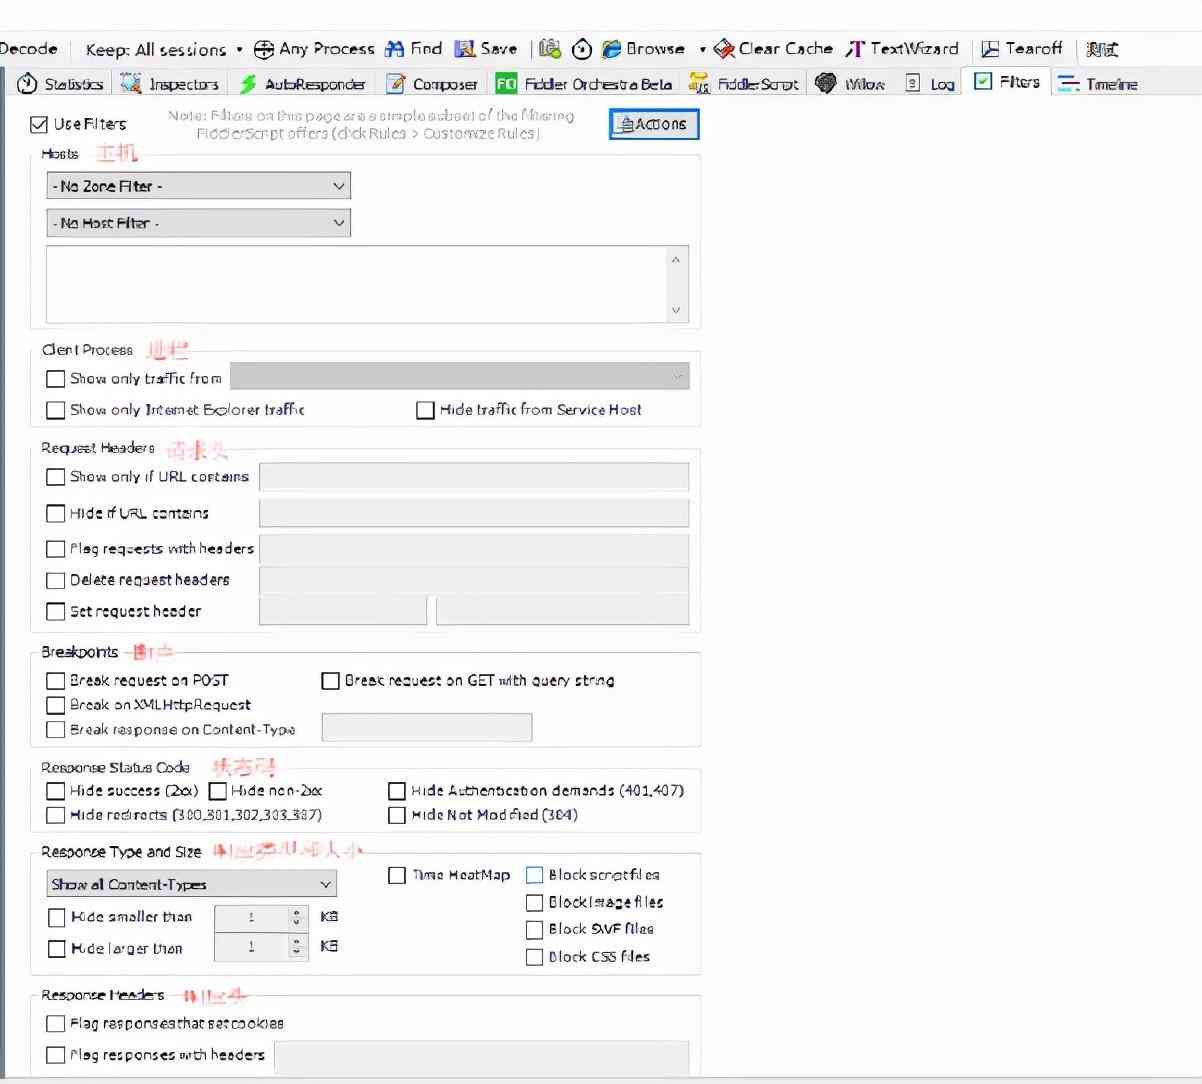 Decode Keep: All sessions Any Process Find Save Browse Clear Cache TextWizard Tearoff 测试
Statistics Inspectors AutoResponder Composer FO Fiddler Orchestra Beta FiddlerScript Willow Log Filters Timeline
Use Filters
Note: Filters on this page are a simple subset of the filtering
FiddlerScript offers (click Rules > Customize Rules)
Actions
Hosts 主机
- No Zone Filter -
- No Host Filter -
Client Process 进程
Show only traffic from
Show only Internet Explorer traffic Hide traffic from Service Host
Request Headers 请求头
Show only if URL contains
Hide if URL contains
Flag requests with headers
Delete request headers
Set request header
Breakpoints 断点
Break request on POST Break request on GET with query string
Break on XMLHttpRequest
Break response on Content-Type
Response Status Code 状态码
Hide success (2xx) Hide non-2xx Hide Authentication demands (401,407)
Hide redirects (300,301,302,303,307) Hide Not Modified (304)
Response Type and Size
Show all Content-Types Time HeatMap Block script files
Hide smaller than 1 KB Block image files
Block SWF files
Hide larger than 1 KB
Block CSS files
Response Headers
Flag responses that set cookies
Flag responses with headers